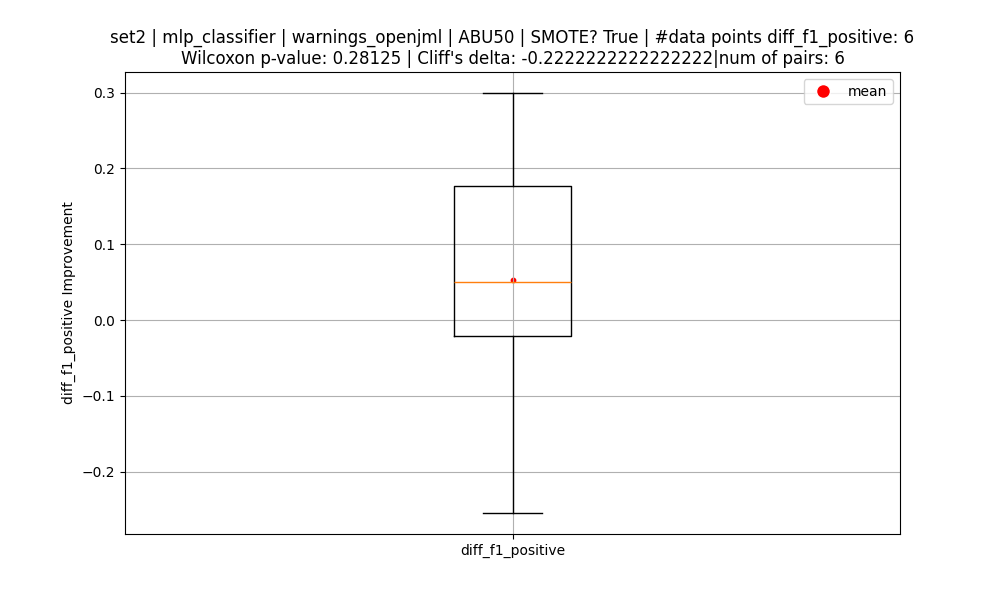 set2 | mlp_classifier | warnings_openjml | ABU50 | SMOTE? True | #data points diff_f1_positive: 6
Wilcoxon p-value: 0.28125 | Cliff's delta: -0.2222222222222222|num of pairs: 6
mean
0.3
0.2
0.1
0.0
−0.1
−0.2
diff_f1_positive Improvement
diff_f1_positive